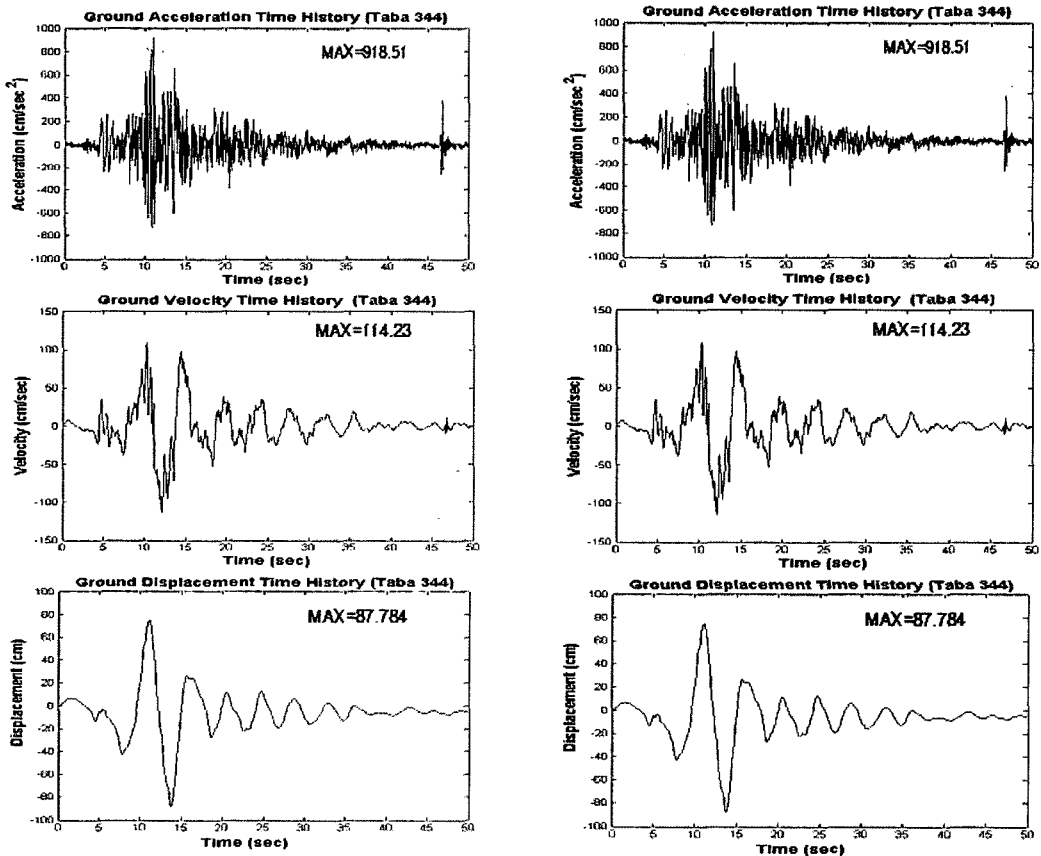 Ground Acceleration Time History (Taba 344)
MAX=918.51
Acceleration (cm/sec²)
1000
800
600
400
200
0
-200
-400
-600
-800
-1000
0 5 10 15 20 25 30 35 40 45 50
Time (sec)
Ground Velocity Time History (Taba 344)
MAX=114.23
Velocity (cm/sec)
150
100
50
0
-50
-100
-150
0 5 10 15 20 25 30 35 40 45 50
Time (sec)
Ground Displacement Time History (Taba 344)
MAX=87.784
Displacement (cm)
80
60
40
20
0
-20
-40
-60
-80
-100
0 5 10 15 20 25 30 35 40 45 50
Time (sec)
Ground Acceleration Time History (Taba 344)
MAX=918.51
Acceleration (cm/sec²)
1000
800
600
400
200
0
-200
-400
-600
-800
-1000
0 5 10 15 20 25 30 35 40 45 50
Time (sec)
Ground Velocity Time History (Taba 344)
MAX=114.23
Velocity (cm/sec)
150
100
50
0
-50
-100
-150
0 5 10 15 20 25 30 35 40 45 50
Time (sec)
Ground Displacement Time History (Taba 344)
MAX=87.784
Displacement (cm)
80
60
40
20
0
-20
-40
-60
-80
-100
0 5 10 15 20 25 30 35 40 45 50
Time (sec)